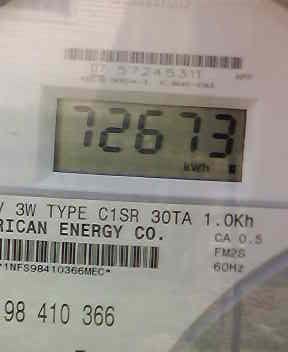 07 57245311
72673
kWh
V 3W TYPE C1SR 30TA 1.0Kh
RICAN ENERGY CO.
CA 0.5
FM2S
60Hz
*1NFS98410366MEC*
98 410 366